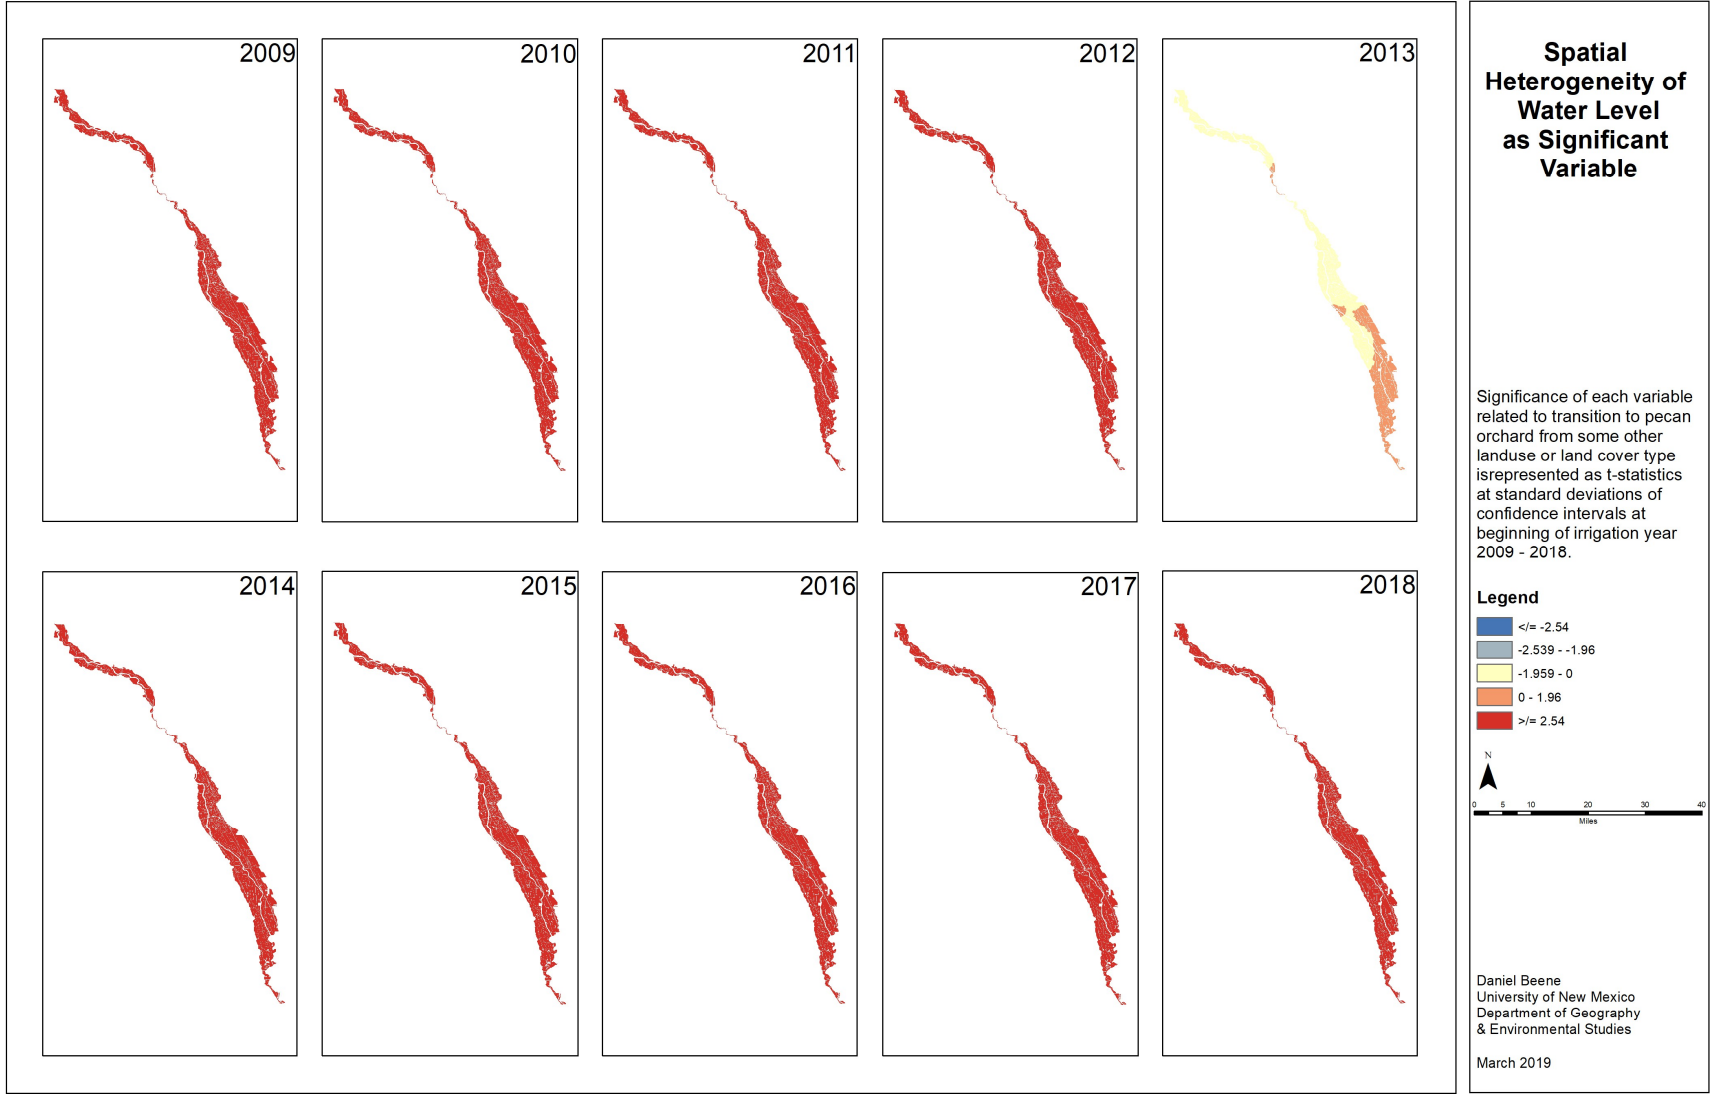 2009
2010
2011
2012
2013
2014
2015
2016
2017
2018
Spatial
Heterogeneity of
Water Level
as Significant
Variable
Significance of each variable
related to transition to pecan
orchard from some other
landuse or land cover type
isrepresented as t-statistics
at standard deviations of
confidence intervals at
beginning of irrigation year
2009 - 2018.
Legend
</= -2.54
-2.539 - -1.96
-1.959 - 0
0 - 1.96
>/= 2.54
N
0 5 10 20 30 40
Miles
Daniel Beene
University of New Mexico
Department of Geography
& Environmental Studies
March 2019